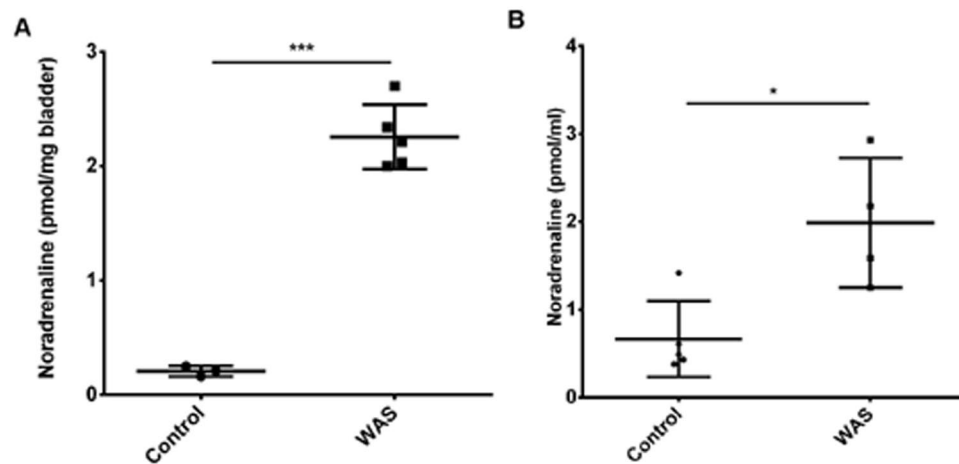 A
Noradrenaline (pmol/mg bladder)
3
2
1
0
***
Control
WAS
B
Noradrenaline (pmol/ml)
4
3
2
1
0
*
Control
WAS